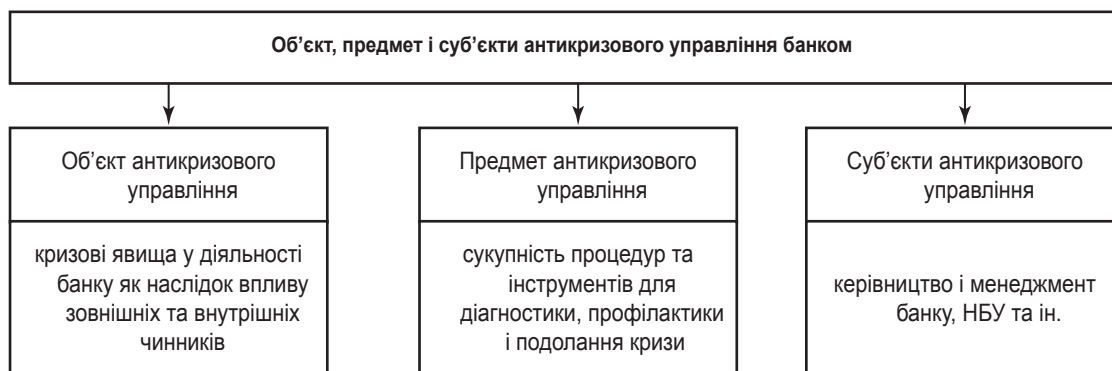 Об’єкт, предмет і суб’єкти антикризового управління банком
Об’єкт антикризового
управління
кризові явища у діяльності
банку як наслідок впливу
зовнішніх та внутрішніх
чинників
Предмет антикризового
управління
сукупність процедур та
інструментів для
діагностики, профілактики
і подолання кризи
Суб’єкти антикризового
управління
керівництво і менеджмент
банку, НБУ та ін.